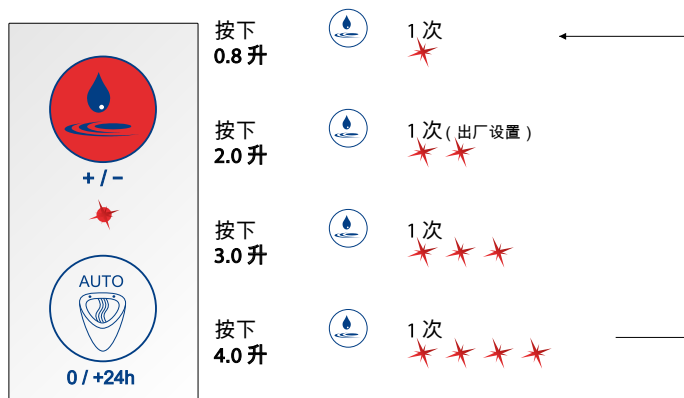 + / −
AUTO
0 / +24h
按下 1 次
0.8 升
按下 1 次 ( 出厂设置 )
2.0 升
按下 1 次
3.0 升
按下 1 次
4.0 升